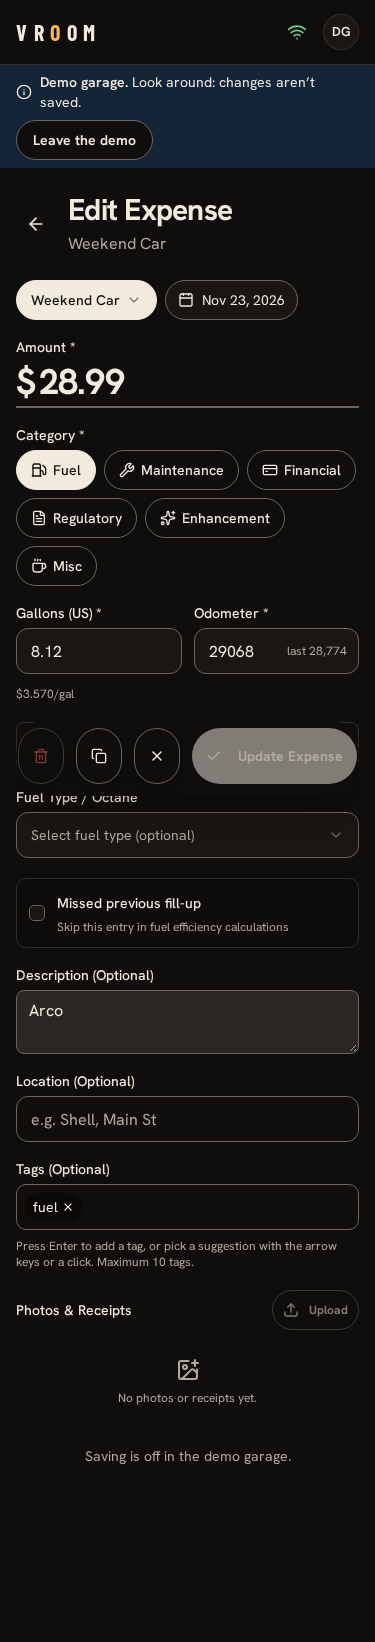 VROOM
DG
Demo garage. Look around: changes aren't
saved.
Leave the demo
Edit Expense
Weekend Car
Weekend Car
Nov 23, 2026
Amount *
$28.99
Category *
Fuel
Maintenance
Financial
Regulatory
Enhancement
Misc
Gallons (US) *
Odometer *
8.12
29068
last 28,774
$3.570/gal
Update Expense
Fuel Type / Octane
Select fuel type (optional)
Missed previous fill-up
Skip this entry in fuel efficiency calculations
Description (Optional)
Arco
Location (Optional)
e.g. Shell, Main St
Tags (Optional)
fuel
Press Enter to add a tag, or pick a suggestion with the arrow
keys or a click. Maximum 10 tags.
Photos & Receipts
Upload
No photos or receipts yet.
Saving is off in the demo garage.